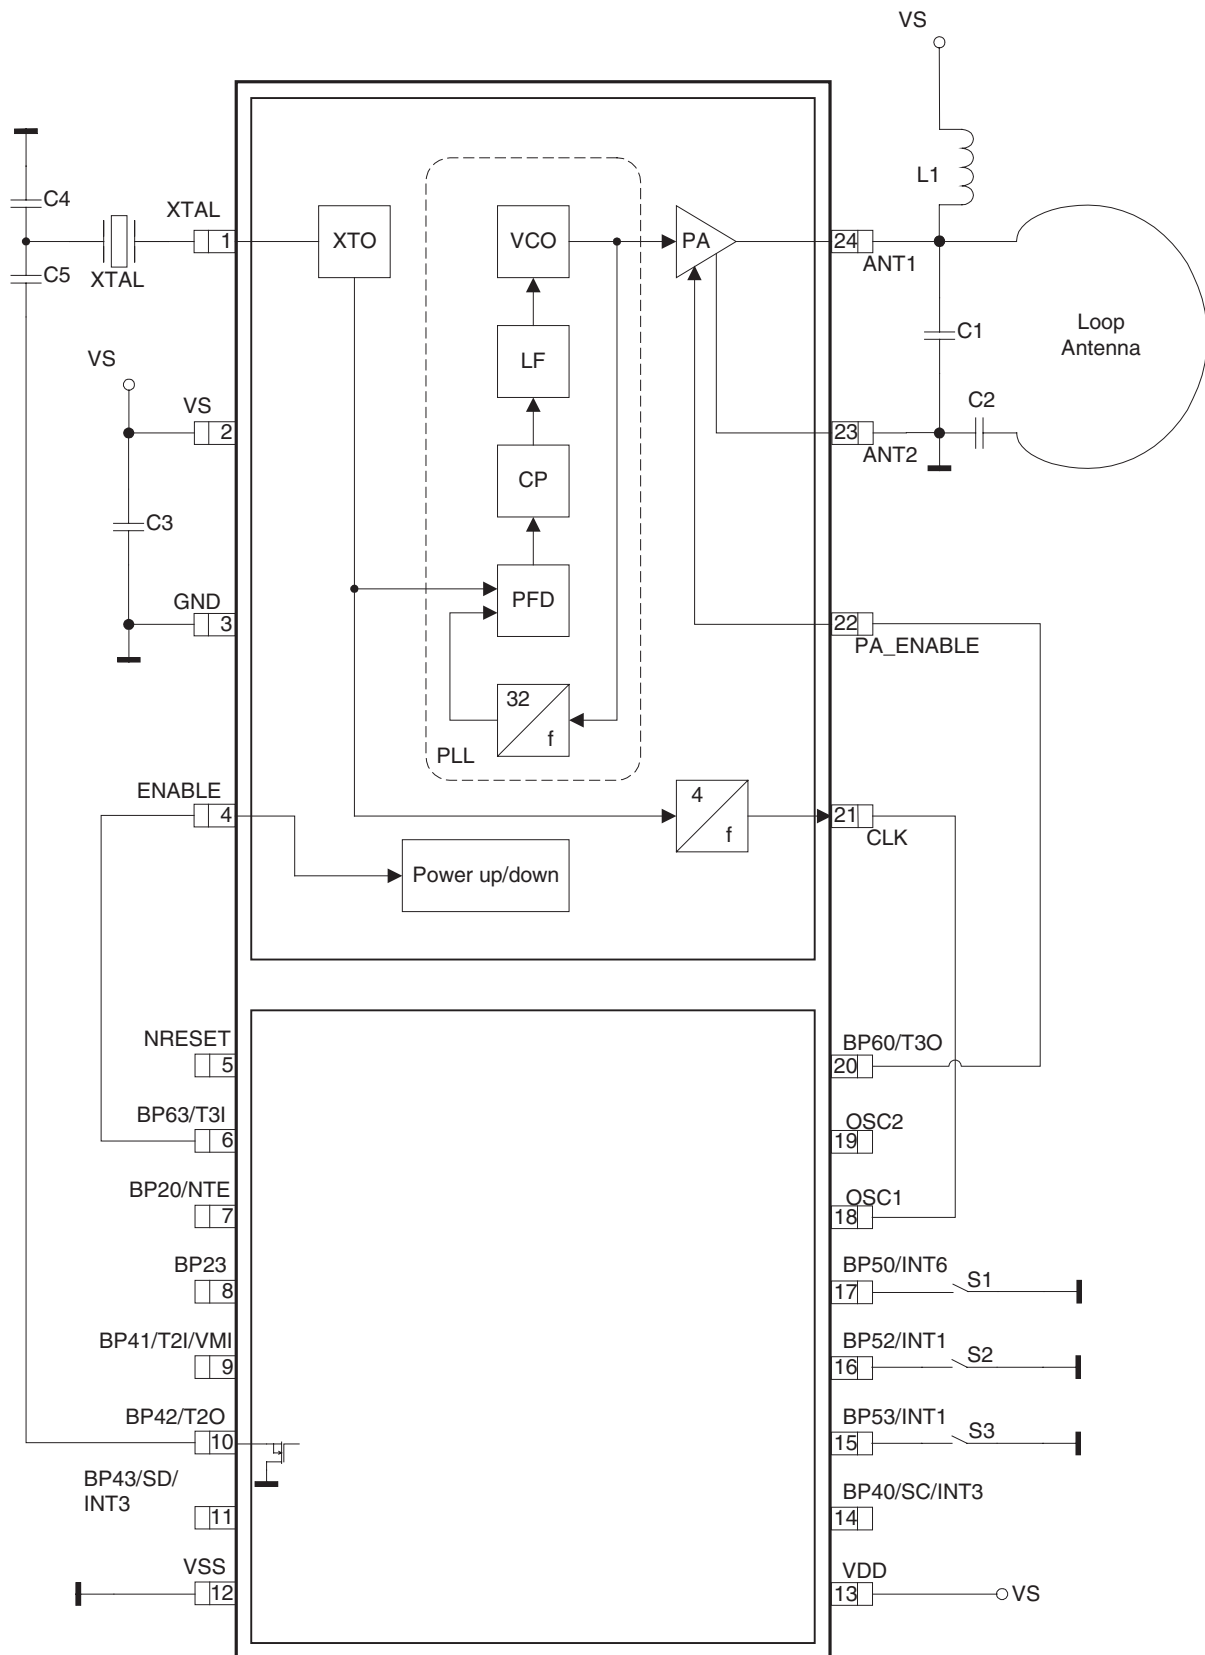 VS
L1
C4
XTAL
1
XTO
VCO
PA
24
ANT1
C5
XTAL
C1
Loop
Antenna
VS
LF
C2
VS
2
23
ANT2
CP
C3
GND
3
PFD
22
PA_ENABLE
32
f
PLL
ENABLE
4
4
f
21
CLK
Power up/down
NRESET
5
BP60/T3O
20
BP63/T3I
6
OSC2
19
BP20/NTE
7
OSC1
18
BP23
8
BP50/INT6
17
S1
BP41/T2I/VMI
9
BP52/INT1
16
S2
BP42/T2O
10
BP53/INT1
15
S3
BP43/SD/
INT3
11
BP40/SC/INT3
14
VSS
12
VDD
13
VS